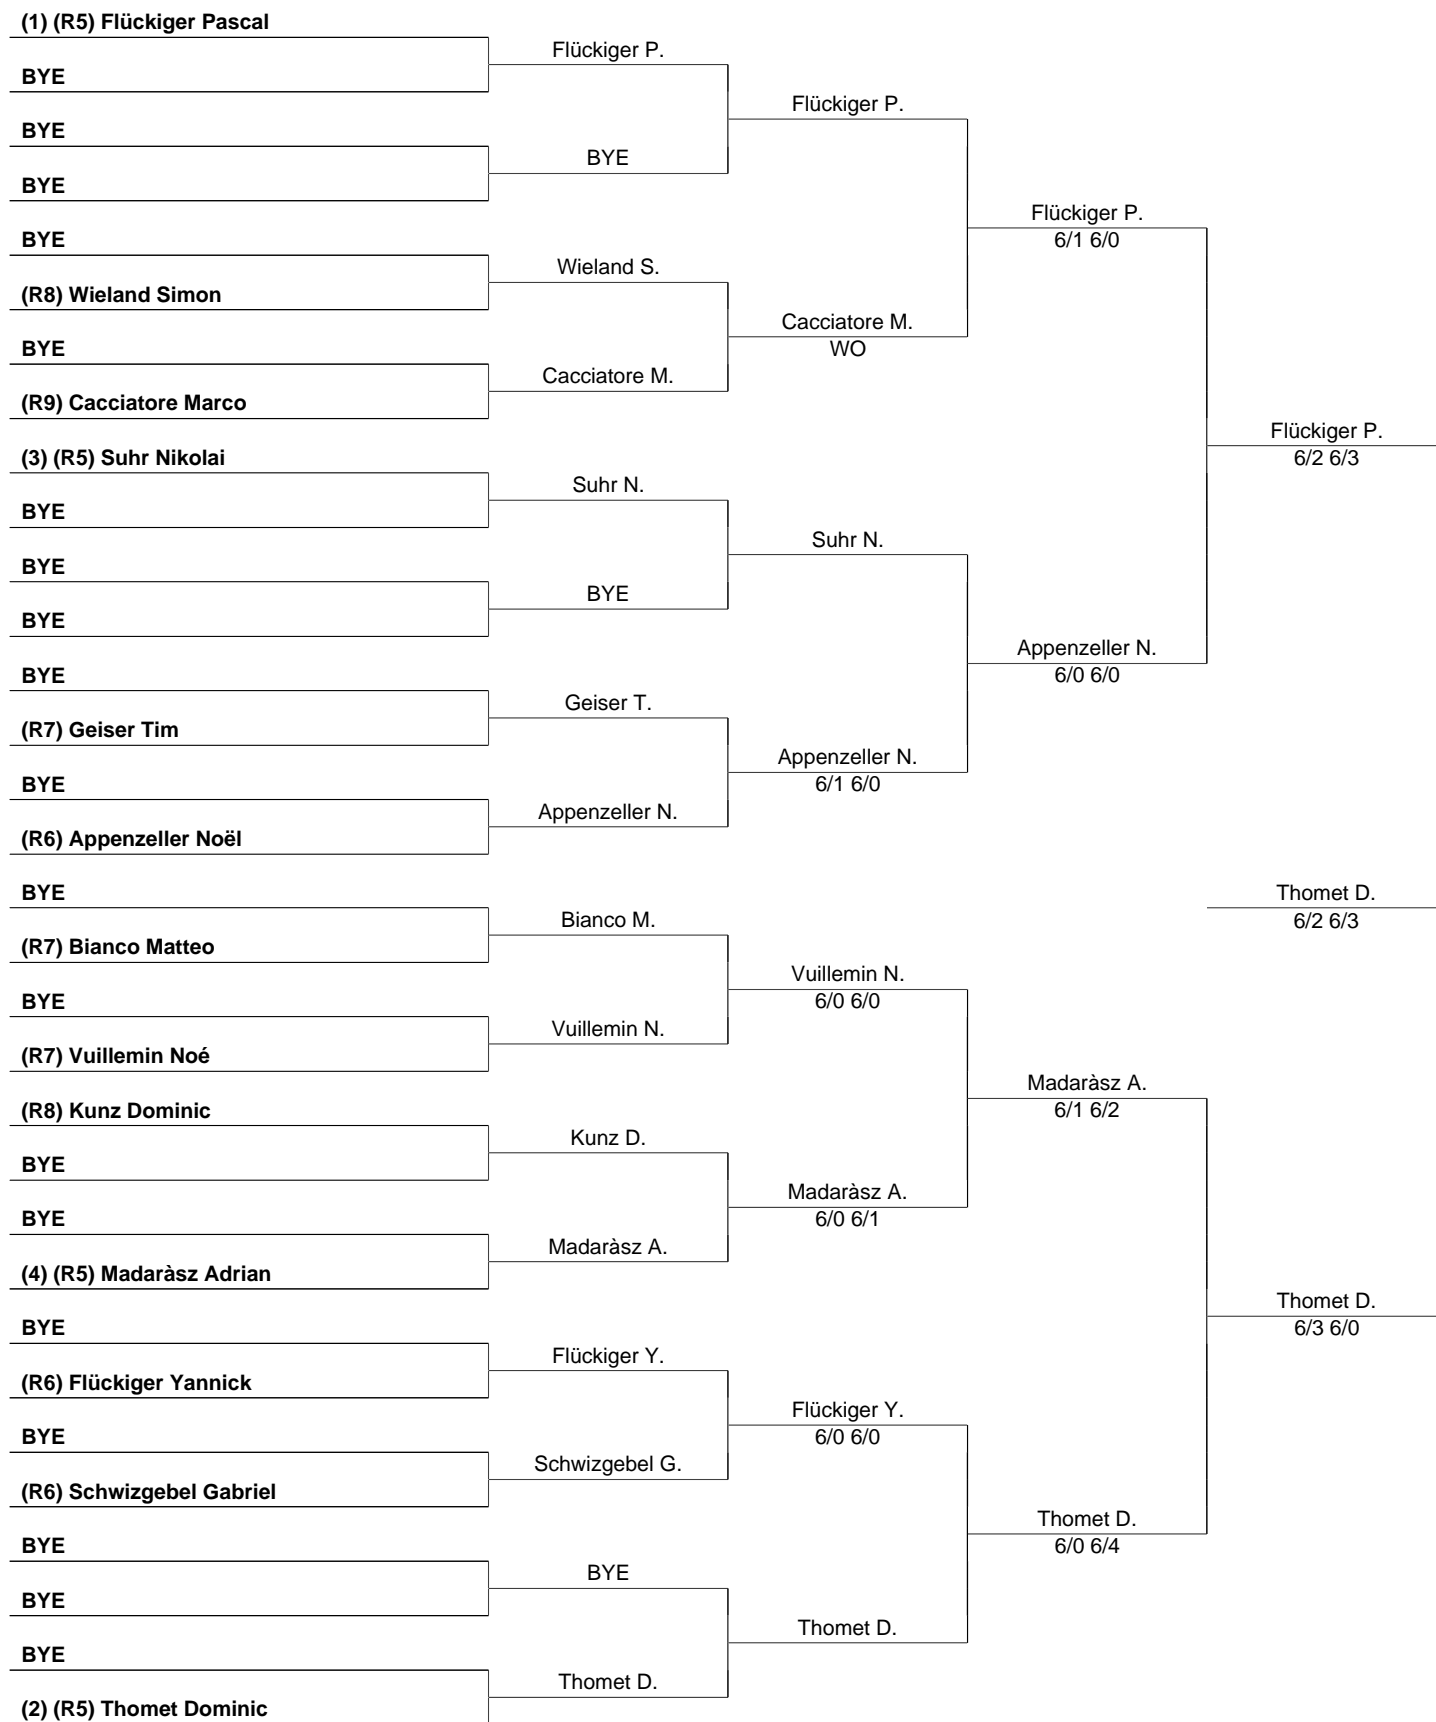 (1) (R5) Flückiger Pascal
BYE
BYE
BYE
BYE
(R8) Wieland Simon
BYE
(R9) Cacciatore Marco
(3) (R5) Suhr Nikolai
BYE
BYE
BYE
BYE
(R7) Geiser Tim
BYE
(R6) Appenzeller Noël
BYE
(R7) Bianco Matteo
BYE
(R7) Vuillemin Noé
(R8) Kunz Dominic
BYE
BYE
(4) (R5) Madaràsz Adrian
BYE
(R6) Flückiger Yannick
BYE
(R6) Schwizgebel Gabriel
BYE
BYE
BYE
(2) (R5) Thomet Dominic
Flückiger P.
BYE
Wieland S.
Cacciatore M.
Suhr N.
BYE
Geiser T.
Appenzeller N.
Bianco M.
Vuillemin N.
Kunz D.
Madaràsz A.
Flückiger Y.
Schwizgebel G.
BYE
Thomet D.
Flückiger P.
Cacciatore M.
WO
Suhr N.
Appenzeller N.
6/1 6/0
Vuillemin N.
6/0 6/0
Madaràsz A.
6/0 6/1
Flückiger Y.
6/0 6/0
Thomet D.
Flückiger P.
6/1 6/0
Appenzeller N.
6/0 6/0
Madaràsz A.
6/1 6/2
Thomet D.
6/0 6/4
Flückiger P.
6/2 6/3
Thomet D.
6/2 6/3
Thomet D.
6/3 6/0